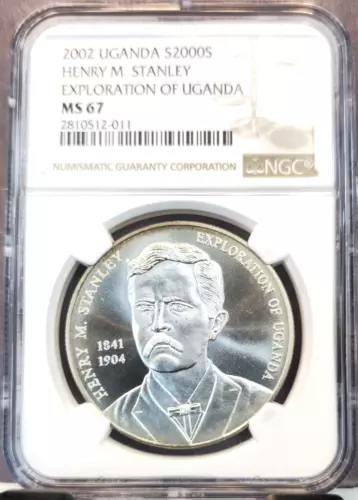 2002 UGANDA S2000S
HENRY M. STANLEY
EXPLORATION OF UGANDA
MS 67
2810512-011
NUMISMATIC GUARANTY CORPORATION
NGC®
HENRY M. STANLEY
EXPLORATION OF UGANDA
1841
1904